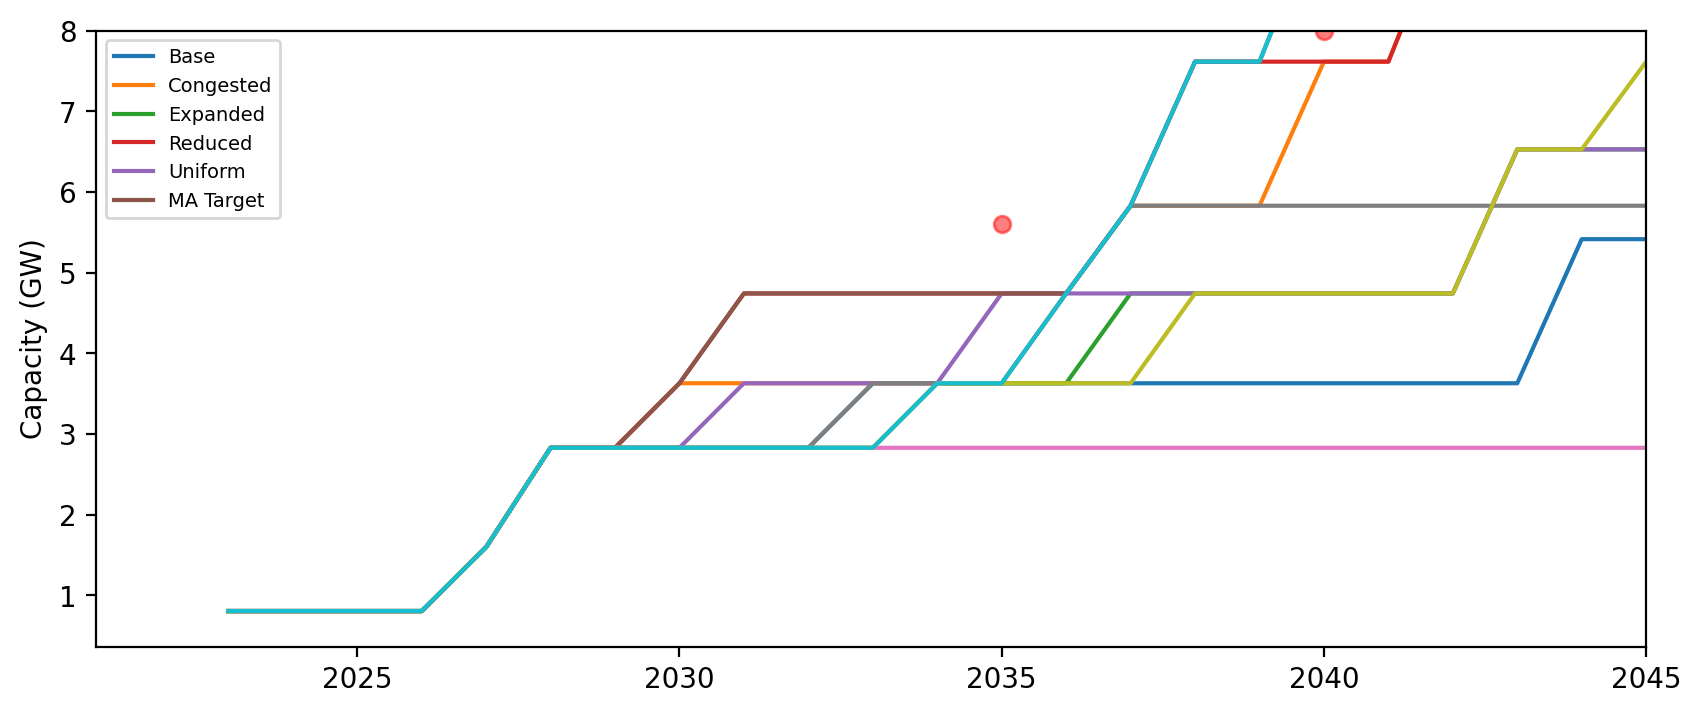 8
7
6
5
4
3
2
1
Capacity (GW)
Base
Congested
Expanded
Reduced
Uniform
MA Target
2025 2030 2035 2040 2045